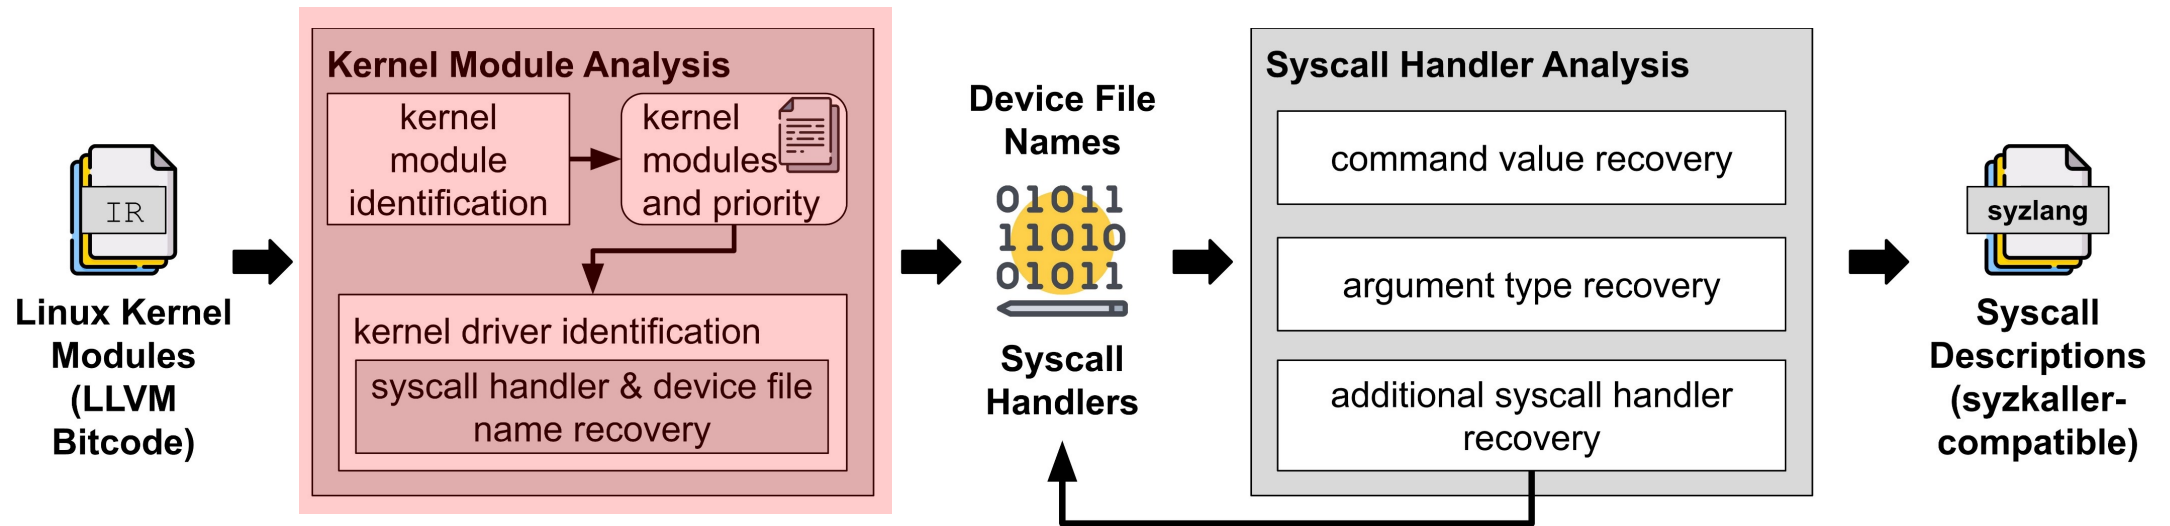 Linux Kernel
Modules
(LLVM
Bitcode)
IR
Kernel Module Analysis
kernel
module
identification
kernel
modules
and priority
kernel driver identification
syscall handler & device file
name recovery
Device File
Names
01011
11010
01011
Syscall
Handlers
Syscall Handler Analysis
command value recovery
argument type recovery
additional syscall handler
recovery
syzlang
Syscall
Descriptions
(syzkaller-
compatible)